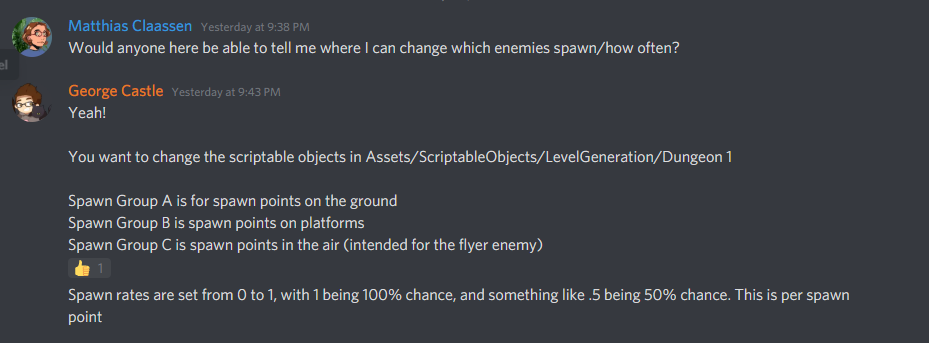 Matthias Claassen Yesterday at 9:38 PM
Would anyone here be able to tell me where I can change which enemies spawn/how often?
el
George Castle Yesterday at 9:43 PM
Yeah!
You want to change the scriptable objects in Assets/ScriptableObjects/LevelGeneration/Dungeon 1
Spawn Group A is for spawn points on the ground
Spawn Group B is spawn points on platforms
Spawn Group C is spawn points in the air (intended for the flyer enemy)
👍 1
Spawn rates are set from 0 to 1, with 1 being 100% chance, and something like .5 being 50% chance. This is per spawn
point